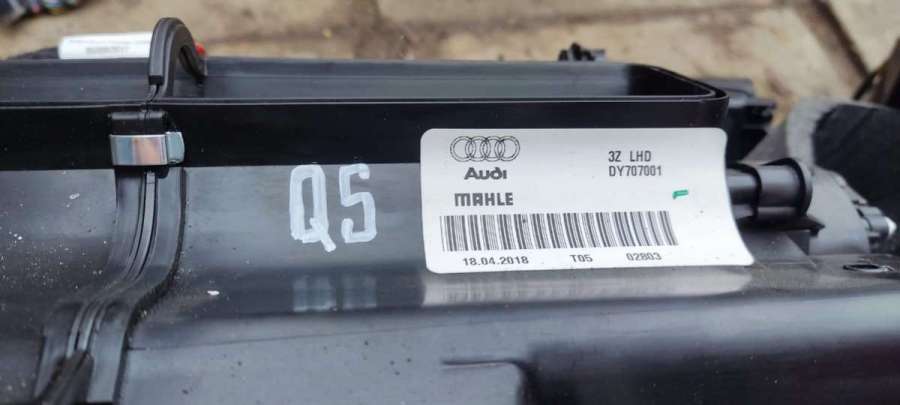 Q5
Audi
MAHLE
3Z LHD
DY707001
18.04.2018 T05 02803